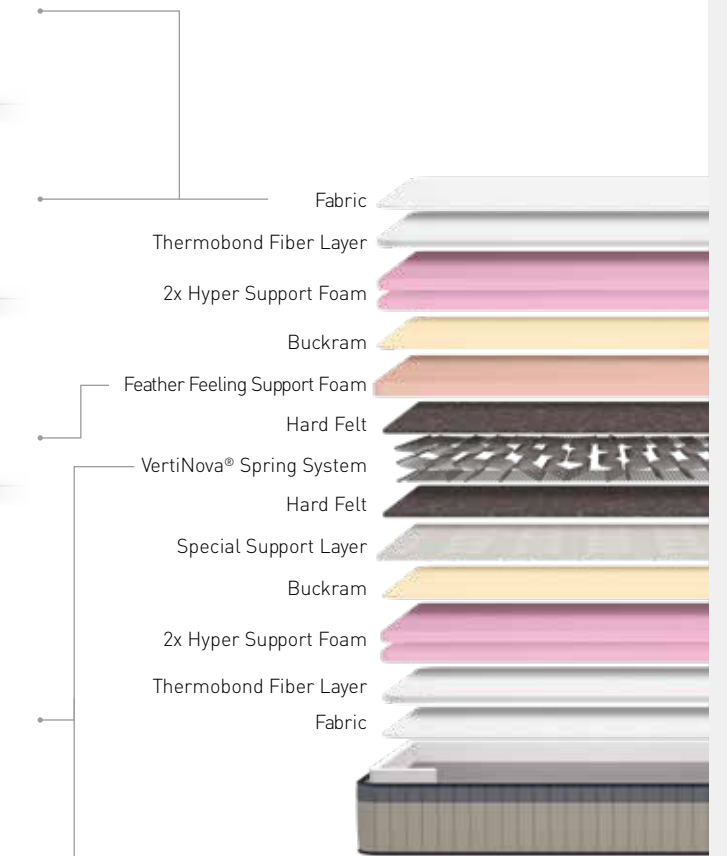 Fabric
Thermobond Fiber Layer
2x Hyper Support Foam
Buckram
Feather Feeling Support Foam
Hard Felt
VertiNova® Spring System
Hard Felt
Special Support Layer
Buckram
2x Hyper Support Foam
Thermobond Fiber Layer
Fabric